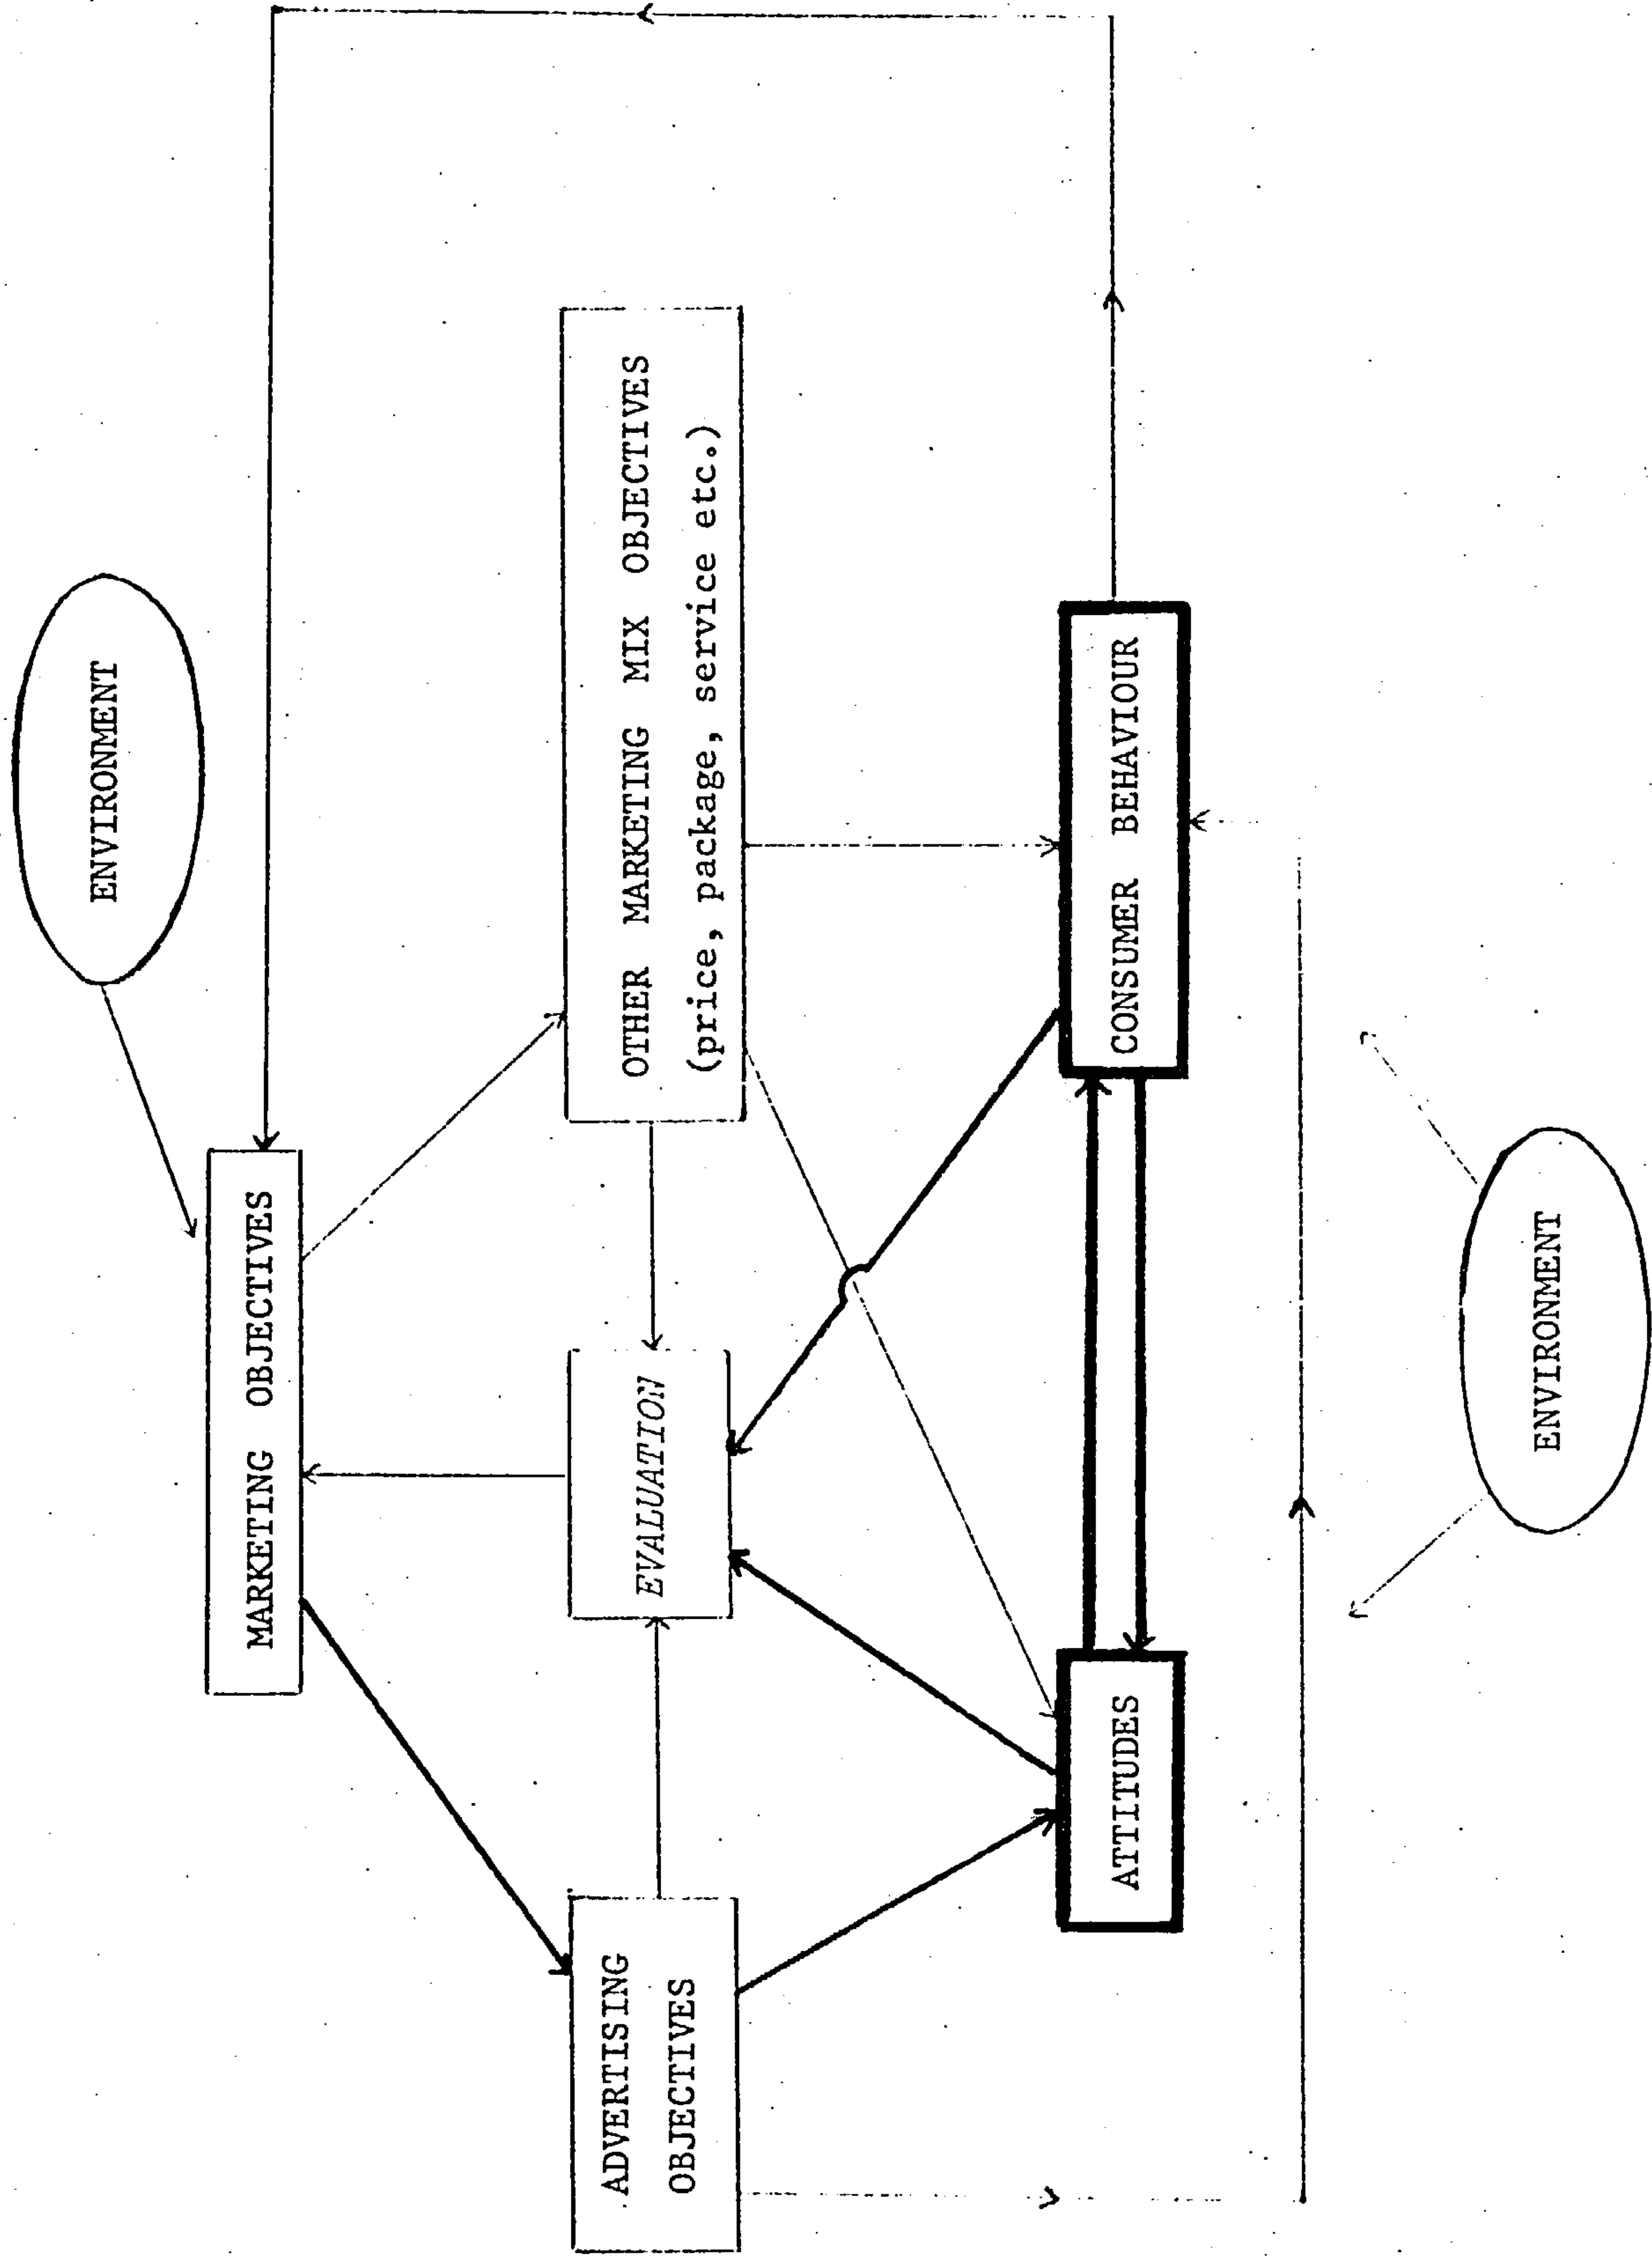 ENVIRONMENT
MARKETING OBJECTIVES
ADVERTISING
OBJECTIVES
EVALUATION
OTHER MARKETING MIX OBJECTIVES
(price, package, service etc.)
ATTITUDES
CONSUMER BEHAVIOUR
ENVIRONMENT